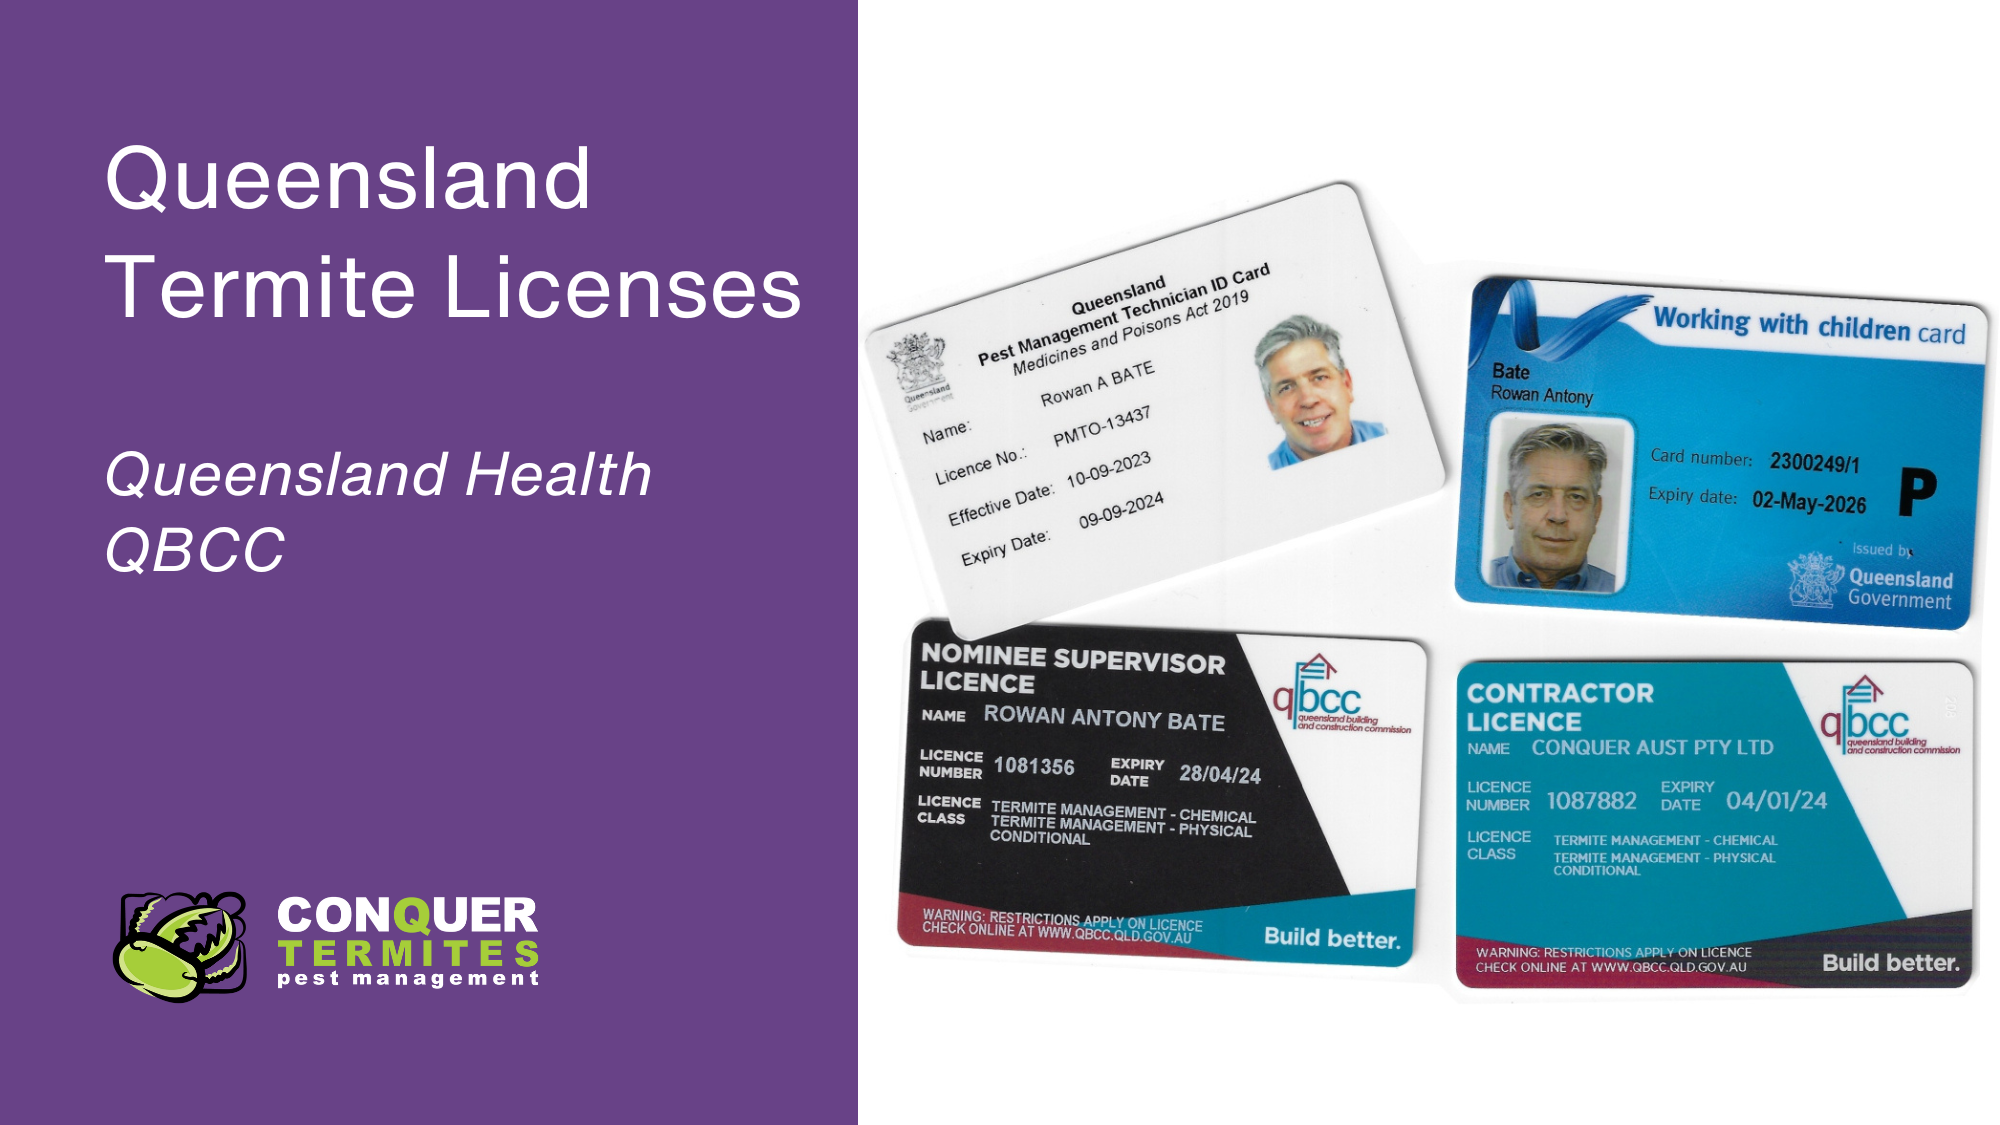 Queensland
Termite Licenses
Queensland Health
QBCC
CONQUER
TERMITES
pest management
Queensland
Pest Management Technician ID Card
Medicines and Poisons Act 2019
Queensland
Government
Name: Rowan A BATE
Licence No.: PMTO-13437
Effective Date: 10-09-2023
Expiry Date: 09-09-2024
Working with children card
Bate
Rowan Antony
Card number: 2300249/1
Expiry date: 02-May-2026
P
Issued by
Queensland
Government
NOMINEE SUPERVISOR
LICENCE
qbcc
queensland building
and construction commission
NAME ROWAN ANTONY BATE
LICENCE
NUMBER 1081356
EXPIRY
DATE 28/04/24
LICENCE
CLASS
TERMITE MANAGEMENT - CHEMICAL
TERMITE MANAGEMENT - PHYSICAL
CONDITIONAL
WARNING: RESTRICTIONS APPLY ON LICENCE
CHECK ONLINE AT WWW.QBCC.QLD.GOV.AU
Build better.
CONTRACTOR
LICENCE
qbcc
queensland building
and construction commission
NAME CONQUER AUST PTY LTD
LICENCE
NUMBER 1087882
EXPIRY
DATE 04/01/24
LICENCE
CLASS
TERMITE MANAGEMENT - CHEMICAL
TERMITE MANAGEMENT - PHYSICAL
CONDITIONAL
WARNING: RESTRICTIONS APPLY ON LICENCE
CHECK ONLINE AT WWW.QBCC.QLD.GOV.AU
Build better.